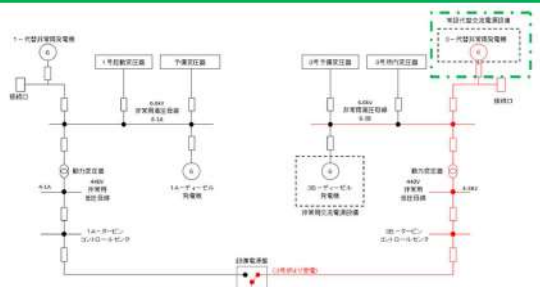 常設代替交流電源設備
1-代替非常用発電機
3-代替非常用発電機
G
G
1号起動変圧器
予備変圧器
3号予備変圧器
3号所内変圧器
接続口
接続口
6.6kV
非常用高圧母線
6-1A
6.6kV
非常用高圧母線
6-3B
動力変圧器
G
G
動力変圧器
4-1A
440V
非常用
低圧母線
1A-ディーゼル
発電機
3B-ディーゼル
発電機
440V
非常用
低圧母線
非常用交流電源設備
1A-タービン
コントロールセンタ
3B-タービン
コントロールセンタ
(3号炉より受電)